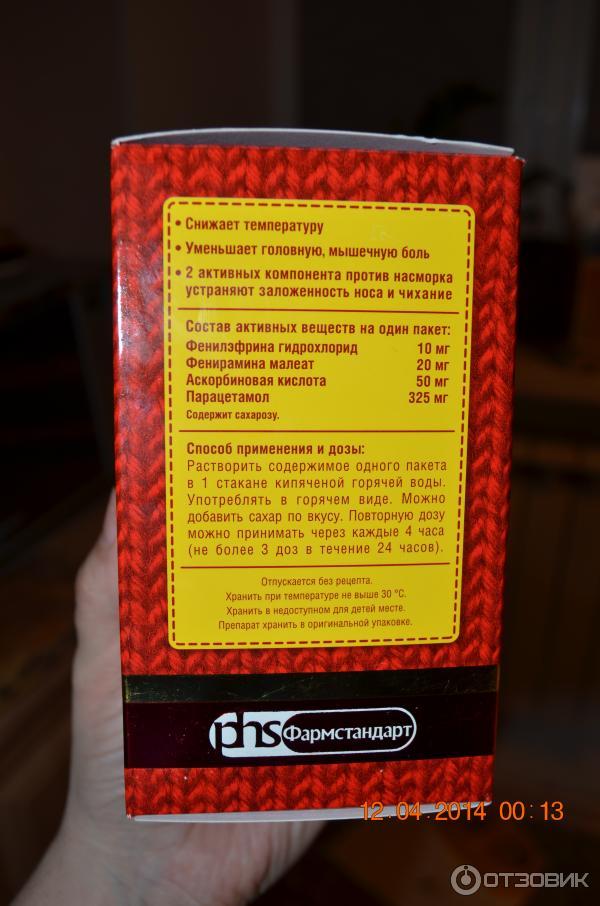 • Снижает температуру
• Уменьшает головную, мышечную боль
• 2 активных компонента против насморка
устраняют заложенность носа и чихание
Состав активных веществ на один пакет:
Фенилэфрина гидрохлорид 10 мг
Фенирамина малеат 20 мг
Аскорбиновая кислота 50 мг
Парацетамол 325 мг
Содержит сахарозу.
Способ применения и дозы:
Растворить содержимое одного пакета
в 1 стакане кипяченой горячей воды.
Употреблять в горячем виде. Можно
добавить сахар по вкусу. Повторную дозу
можно принимать через каждые 4 часа
(не более 3 доз в течение 24 часов).
Отпускается без рецепта.
Хранить при температуре не выше 30 °С.
Хранить в недоступном для детей месте.
Препарат хранить в оригинальной упаковке.
phs Фармстандарт
12.04.2014 00:13
ОТЗОВИК